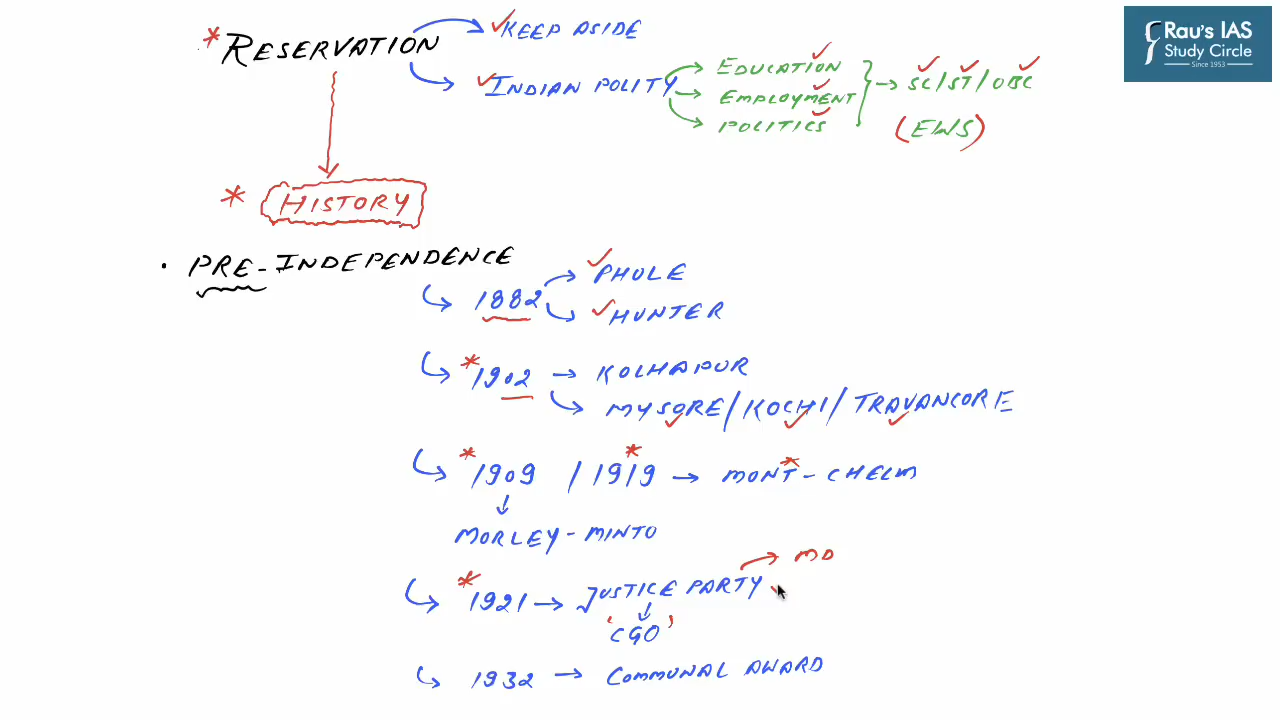 Rau's IAS
Study Circle
Since 1953
* RESERVATION
KEEP ASIDE
INDIAN POLITY
EDUCATION
EMPLOYMENT
POLITICS
SC/ST/OBC
(EWS)
* HISTORY
• PRE-INDEPENDENCE
1882
PHULE
HUNTER
*1902 → KOLHAPUR
MYSORE/KOCHI/TRAVANCORE
*1909 / 1919 → MONT-CHELM
MORLEY-MINTO
MD
*1921 → JUSTICE PARTY
'CGO'
1932 → COMMUNAL AWARD